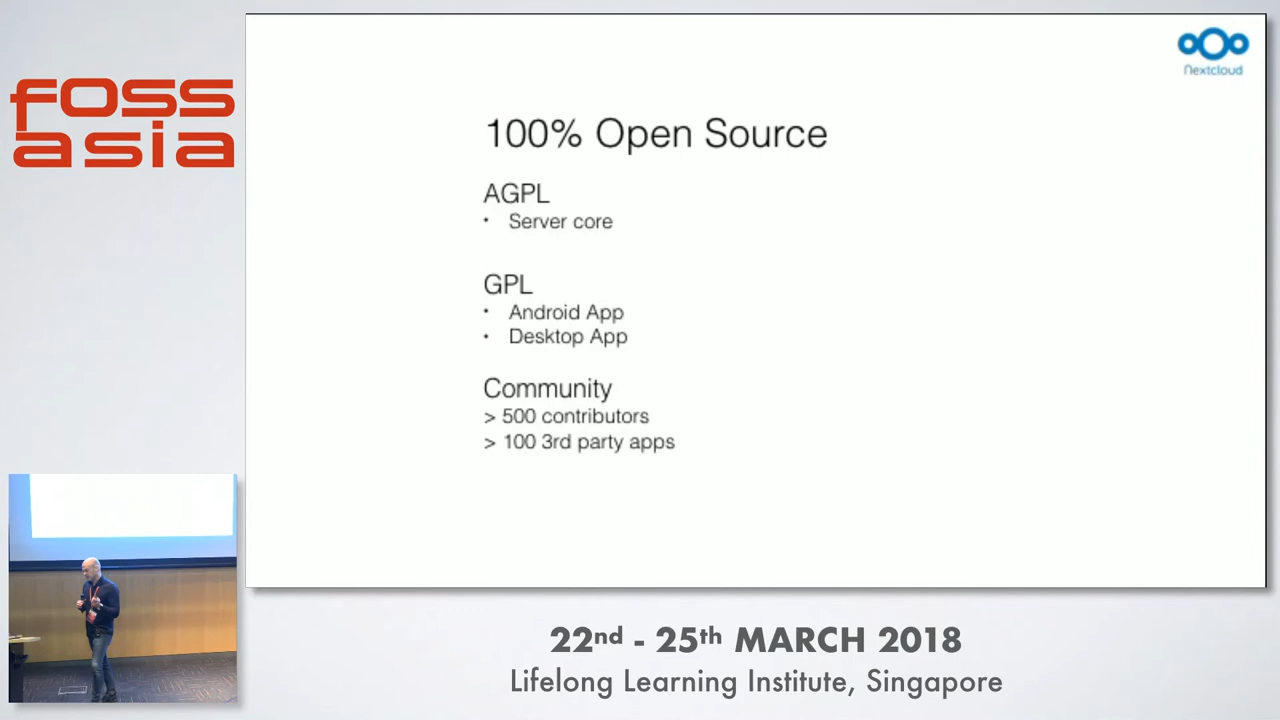 foss
asia
nextcloud
100% Open Source
AGPL
• Server core
GPL
• Android App
• Desktop App
Community
> 500 contributors
> 100 3rd party apps
22nd - 25th MARCH 2018
Lifelong Learning Institute, Singapore